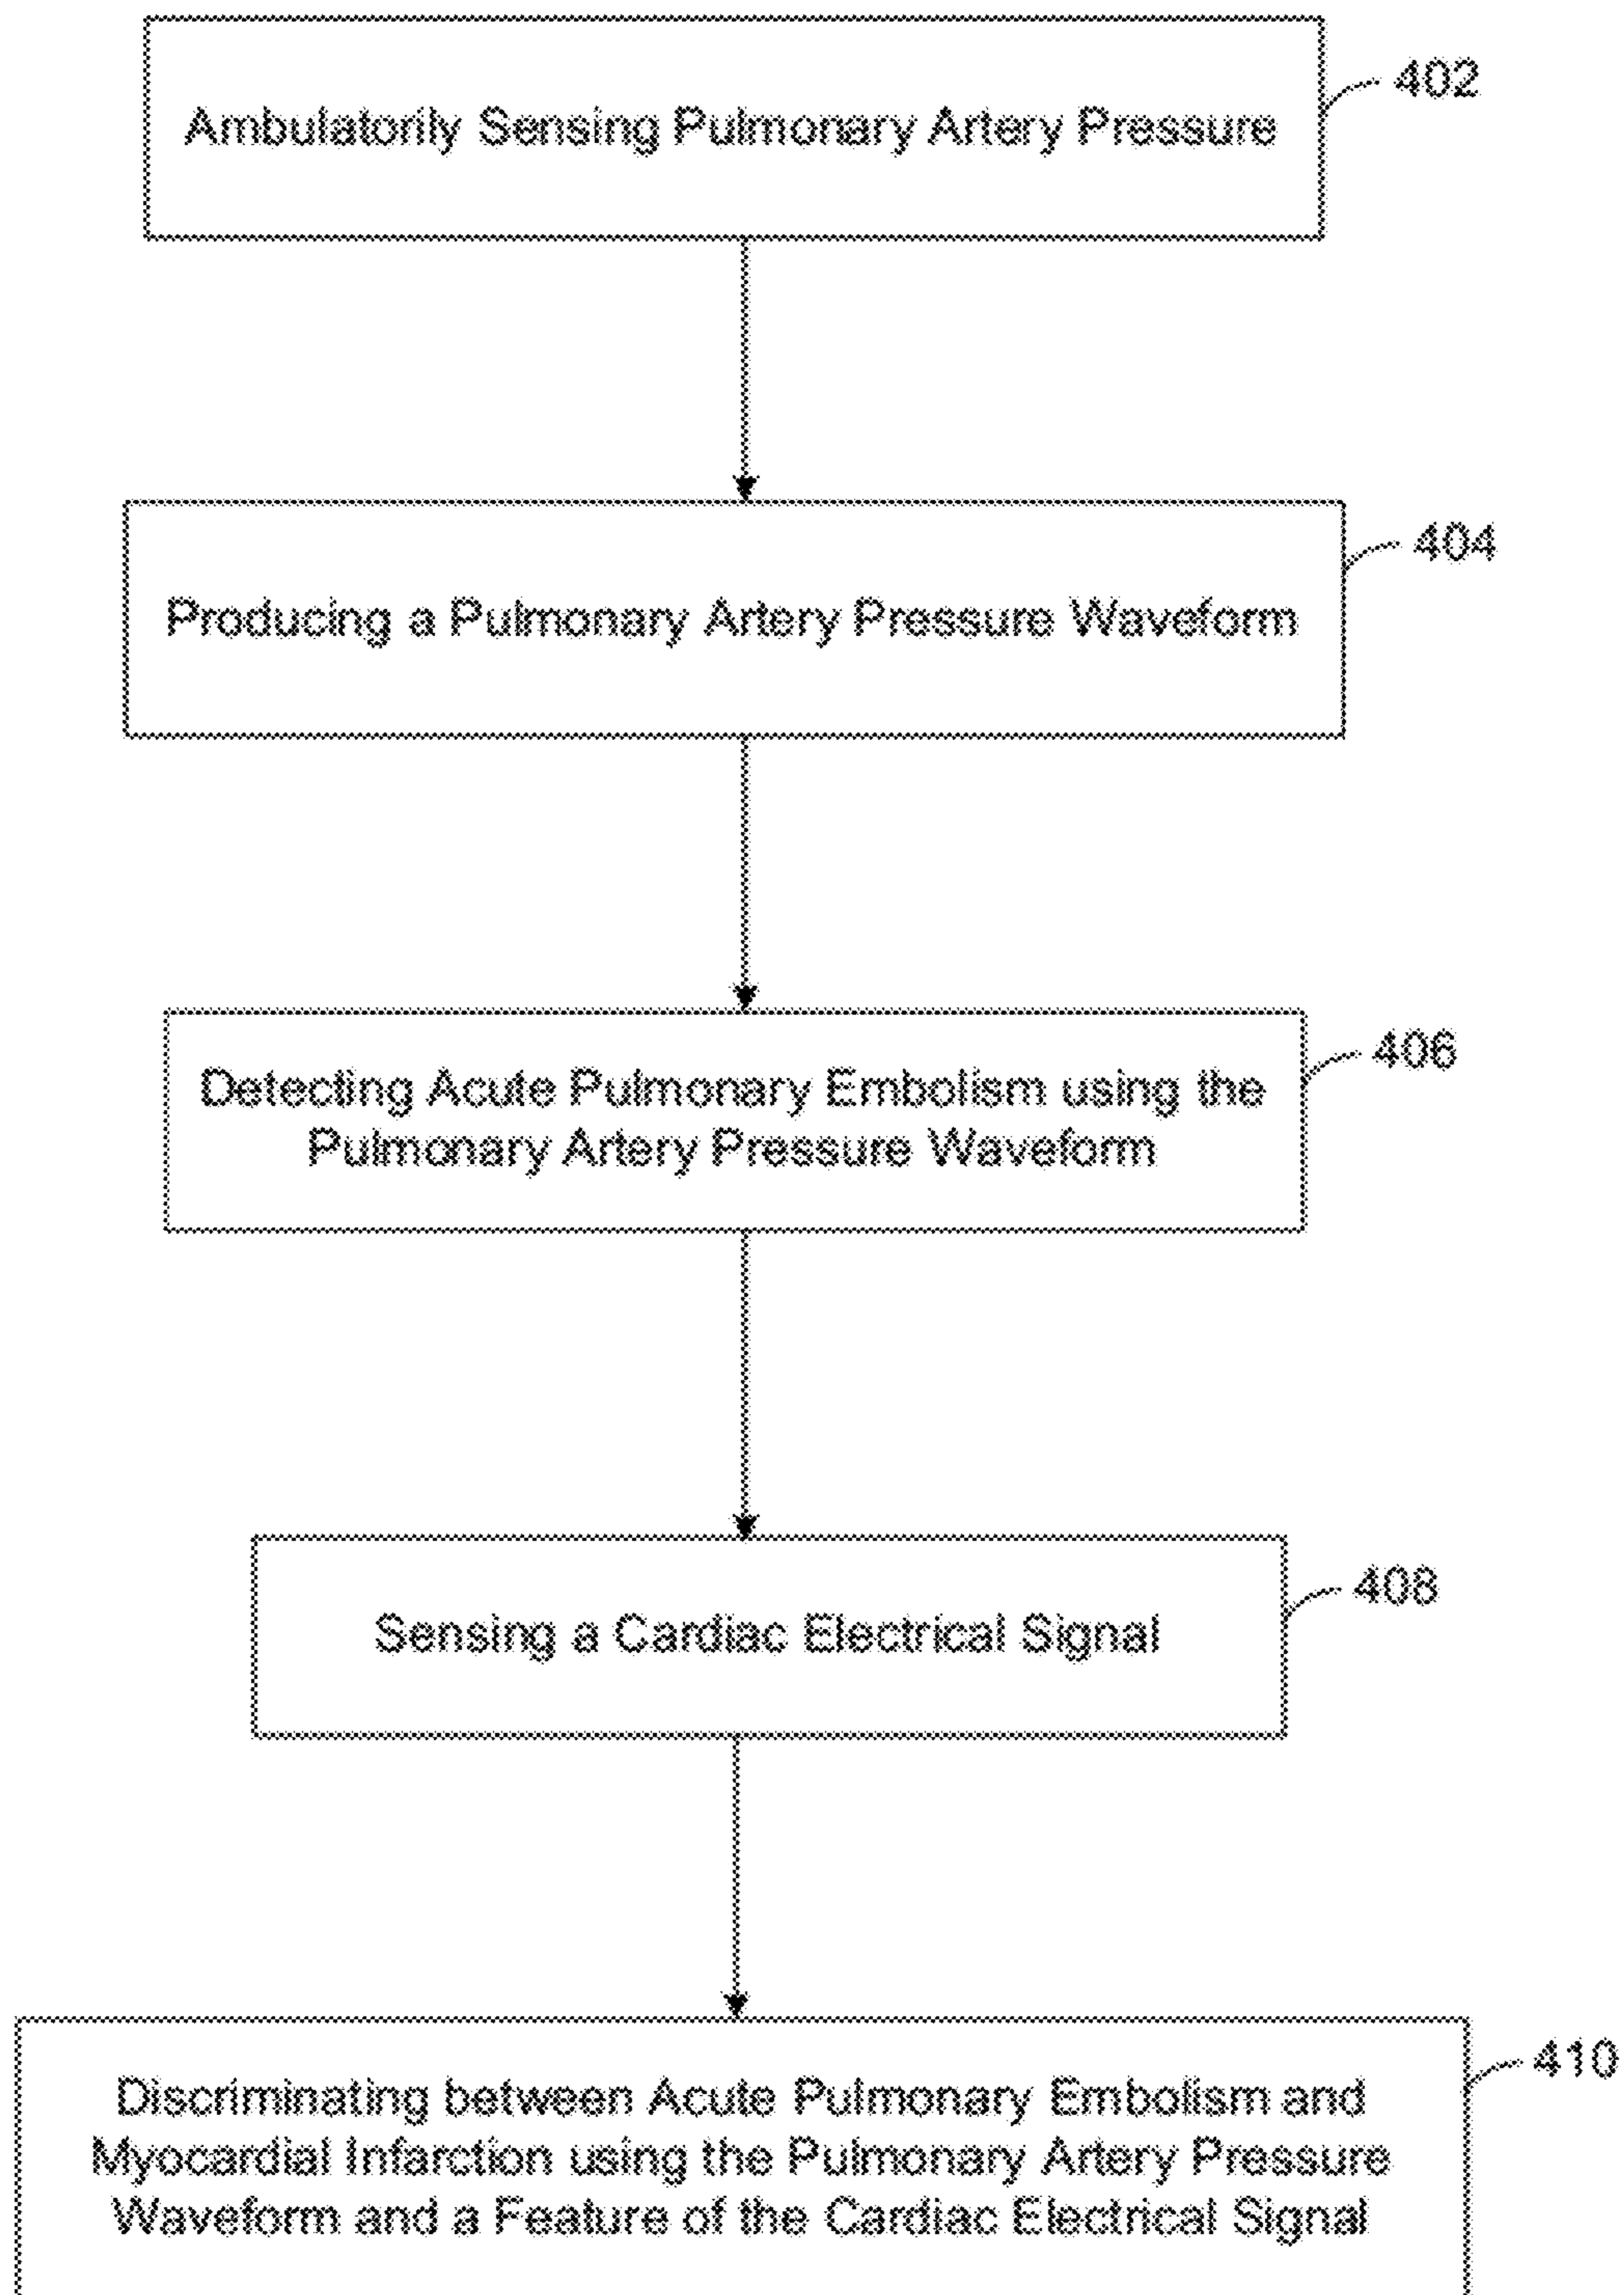 Ambulatorily Sensing Pulmonary Artery Pressure
402
Producing a Pulmonary Artery Pressure Waveform
404
Detecting Acute Pulmonary Embolism using the
Pulmonary Artery Pressure Waveform
406
Sensing a Cardiac Electrical Signal
408
Discriminating between Acute Pulmonary Embolism and
Myocardial Infarction using the Pulmonary Artery Pressure
Waveform and a Feature of the Cardiac Electrical Signal
410